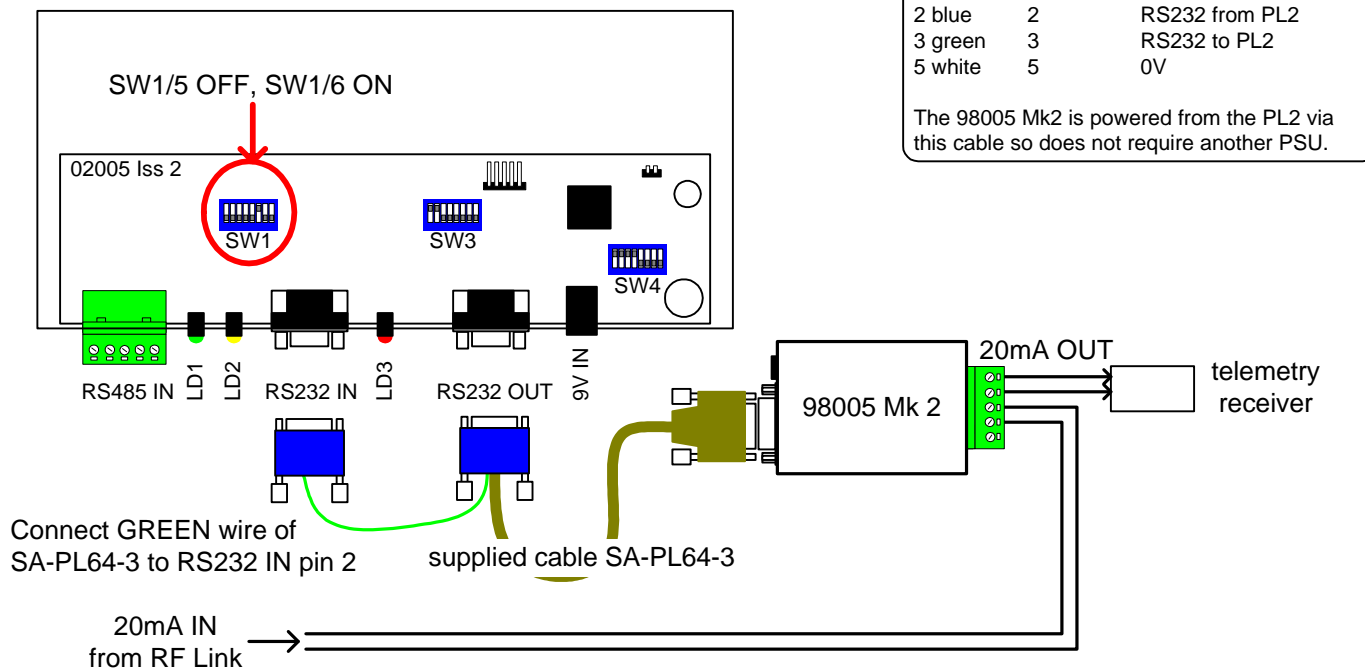 2 blue 2 RS232 from PL2
3 green 3 RS232 to PL2
5 white 5 0V
The 98005 Mk2 is powered from the PL2 via
this cable so does not require another PSU.
SW1/5 OFF, SW1/6 ON
02005 Iss 2
SW1
SW3
SW4
RS485 IN
LD1
LD2
RS232 IN
LD3
RS232 OUT
9V IN
98005 Mk 2
20mA OUT
telemetry
receiver
Connect GREEN wire of
SA-PL64-3 to RS232 IN pin 2
supplied cable SA-PL64-3
20mA IN
from RF Link